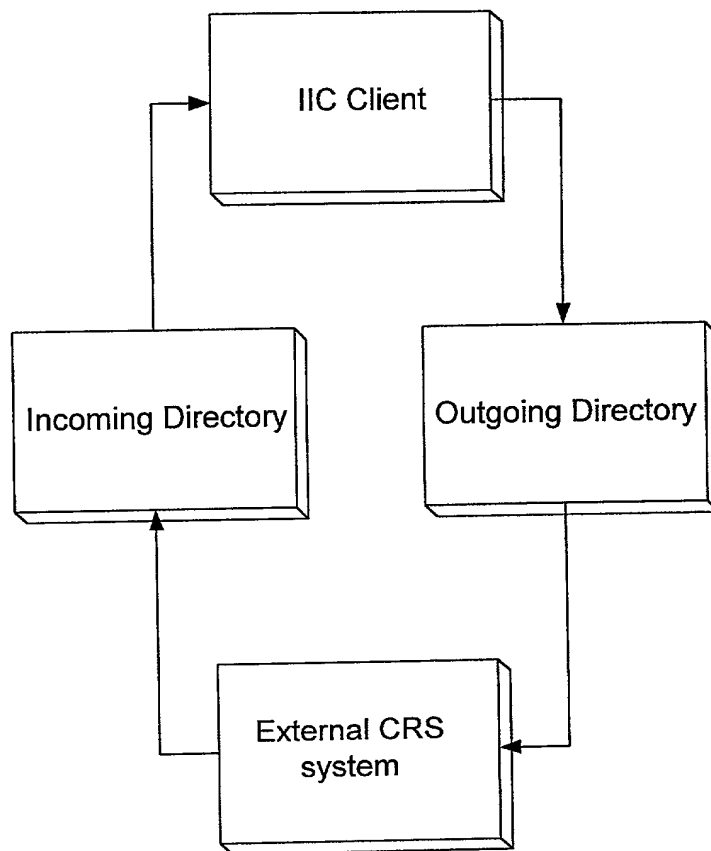 IIC Client
Incoming Directory
Outgoing Directory
External CRS
system